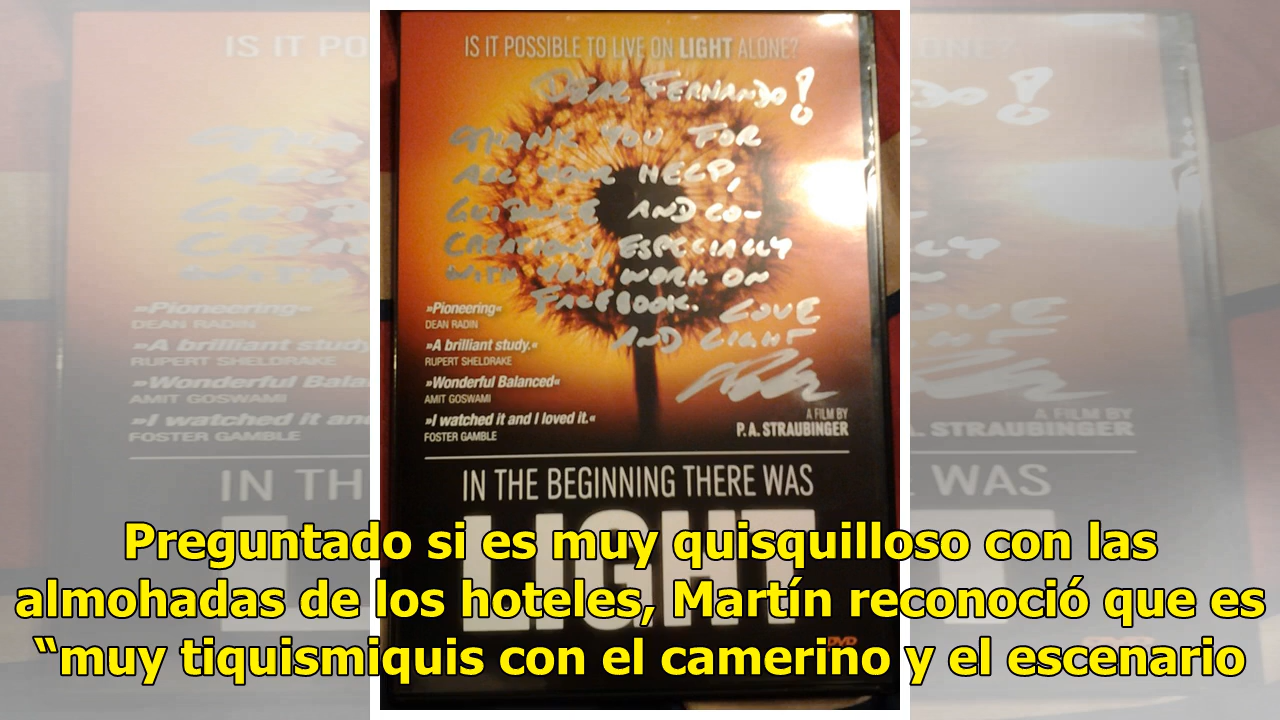 IS IT POSSIBLE TO LIVE ON LIGHT ALONE?
DEAR FERNANDO!
THANK YOU FOR
ALL YOUR HELP,
GUIDANCE AND CO-
CREATIONS, ESPECIALLY
WITH YOUR WORK ON
FACEBOOK. LOVE
AND LIGHT
»Pioneering«
DEAN RADIN
»A brilliant study.«
RUPERT SHELDRAKE
»Wonderful Balanced«
AMIT GOSWAMI
»I watched it and I loved it.«
FOSTER GAMBLE
A FILM BY
P.A. STRAUBINGER
IN THE BEGINNING THERE WAS
LIGHT
DVD
Preguntado si es muy quisquilloso con las
almohadas de los hoteles, Martín reconoció que es
“muy tiquismiquis con el camerino y el escenario